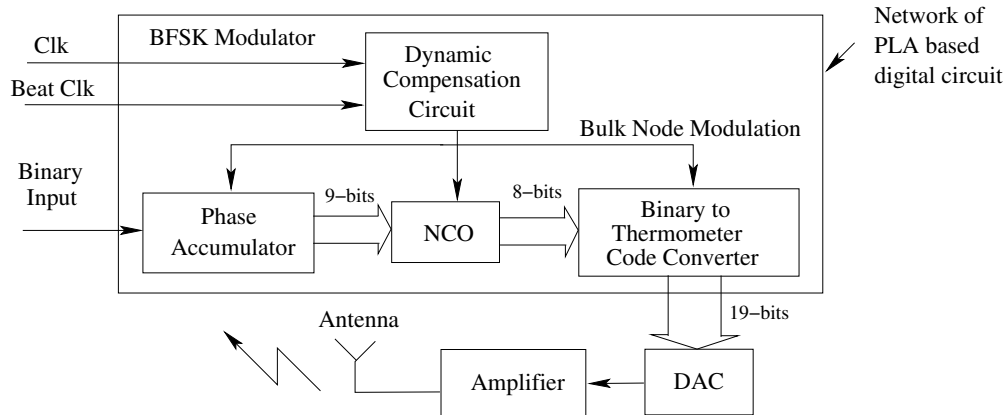 Network of
PLA based
digital circuit
BFSK Modulator
Clk
Beat Clk
Dynamic
Compensation
Circuit
Bulk Node Modulation
Binary
Input
Phase
Accumulator
9−bits
NCO
8−bits
Binary to
Thermometer
Code Converter
19−bits
Antenna
Amplifier
DAC